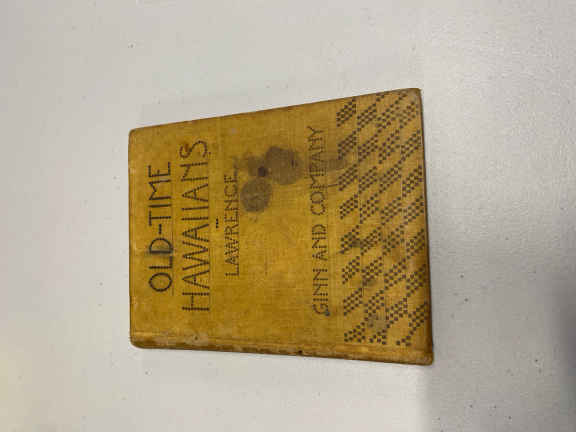 OLD-TIME
HAWAIIANS
LAWRENCE
GINN AND COMPANY